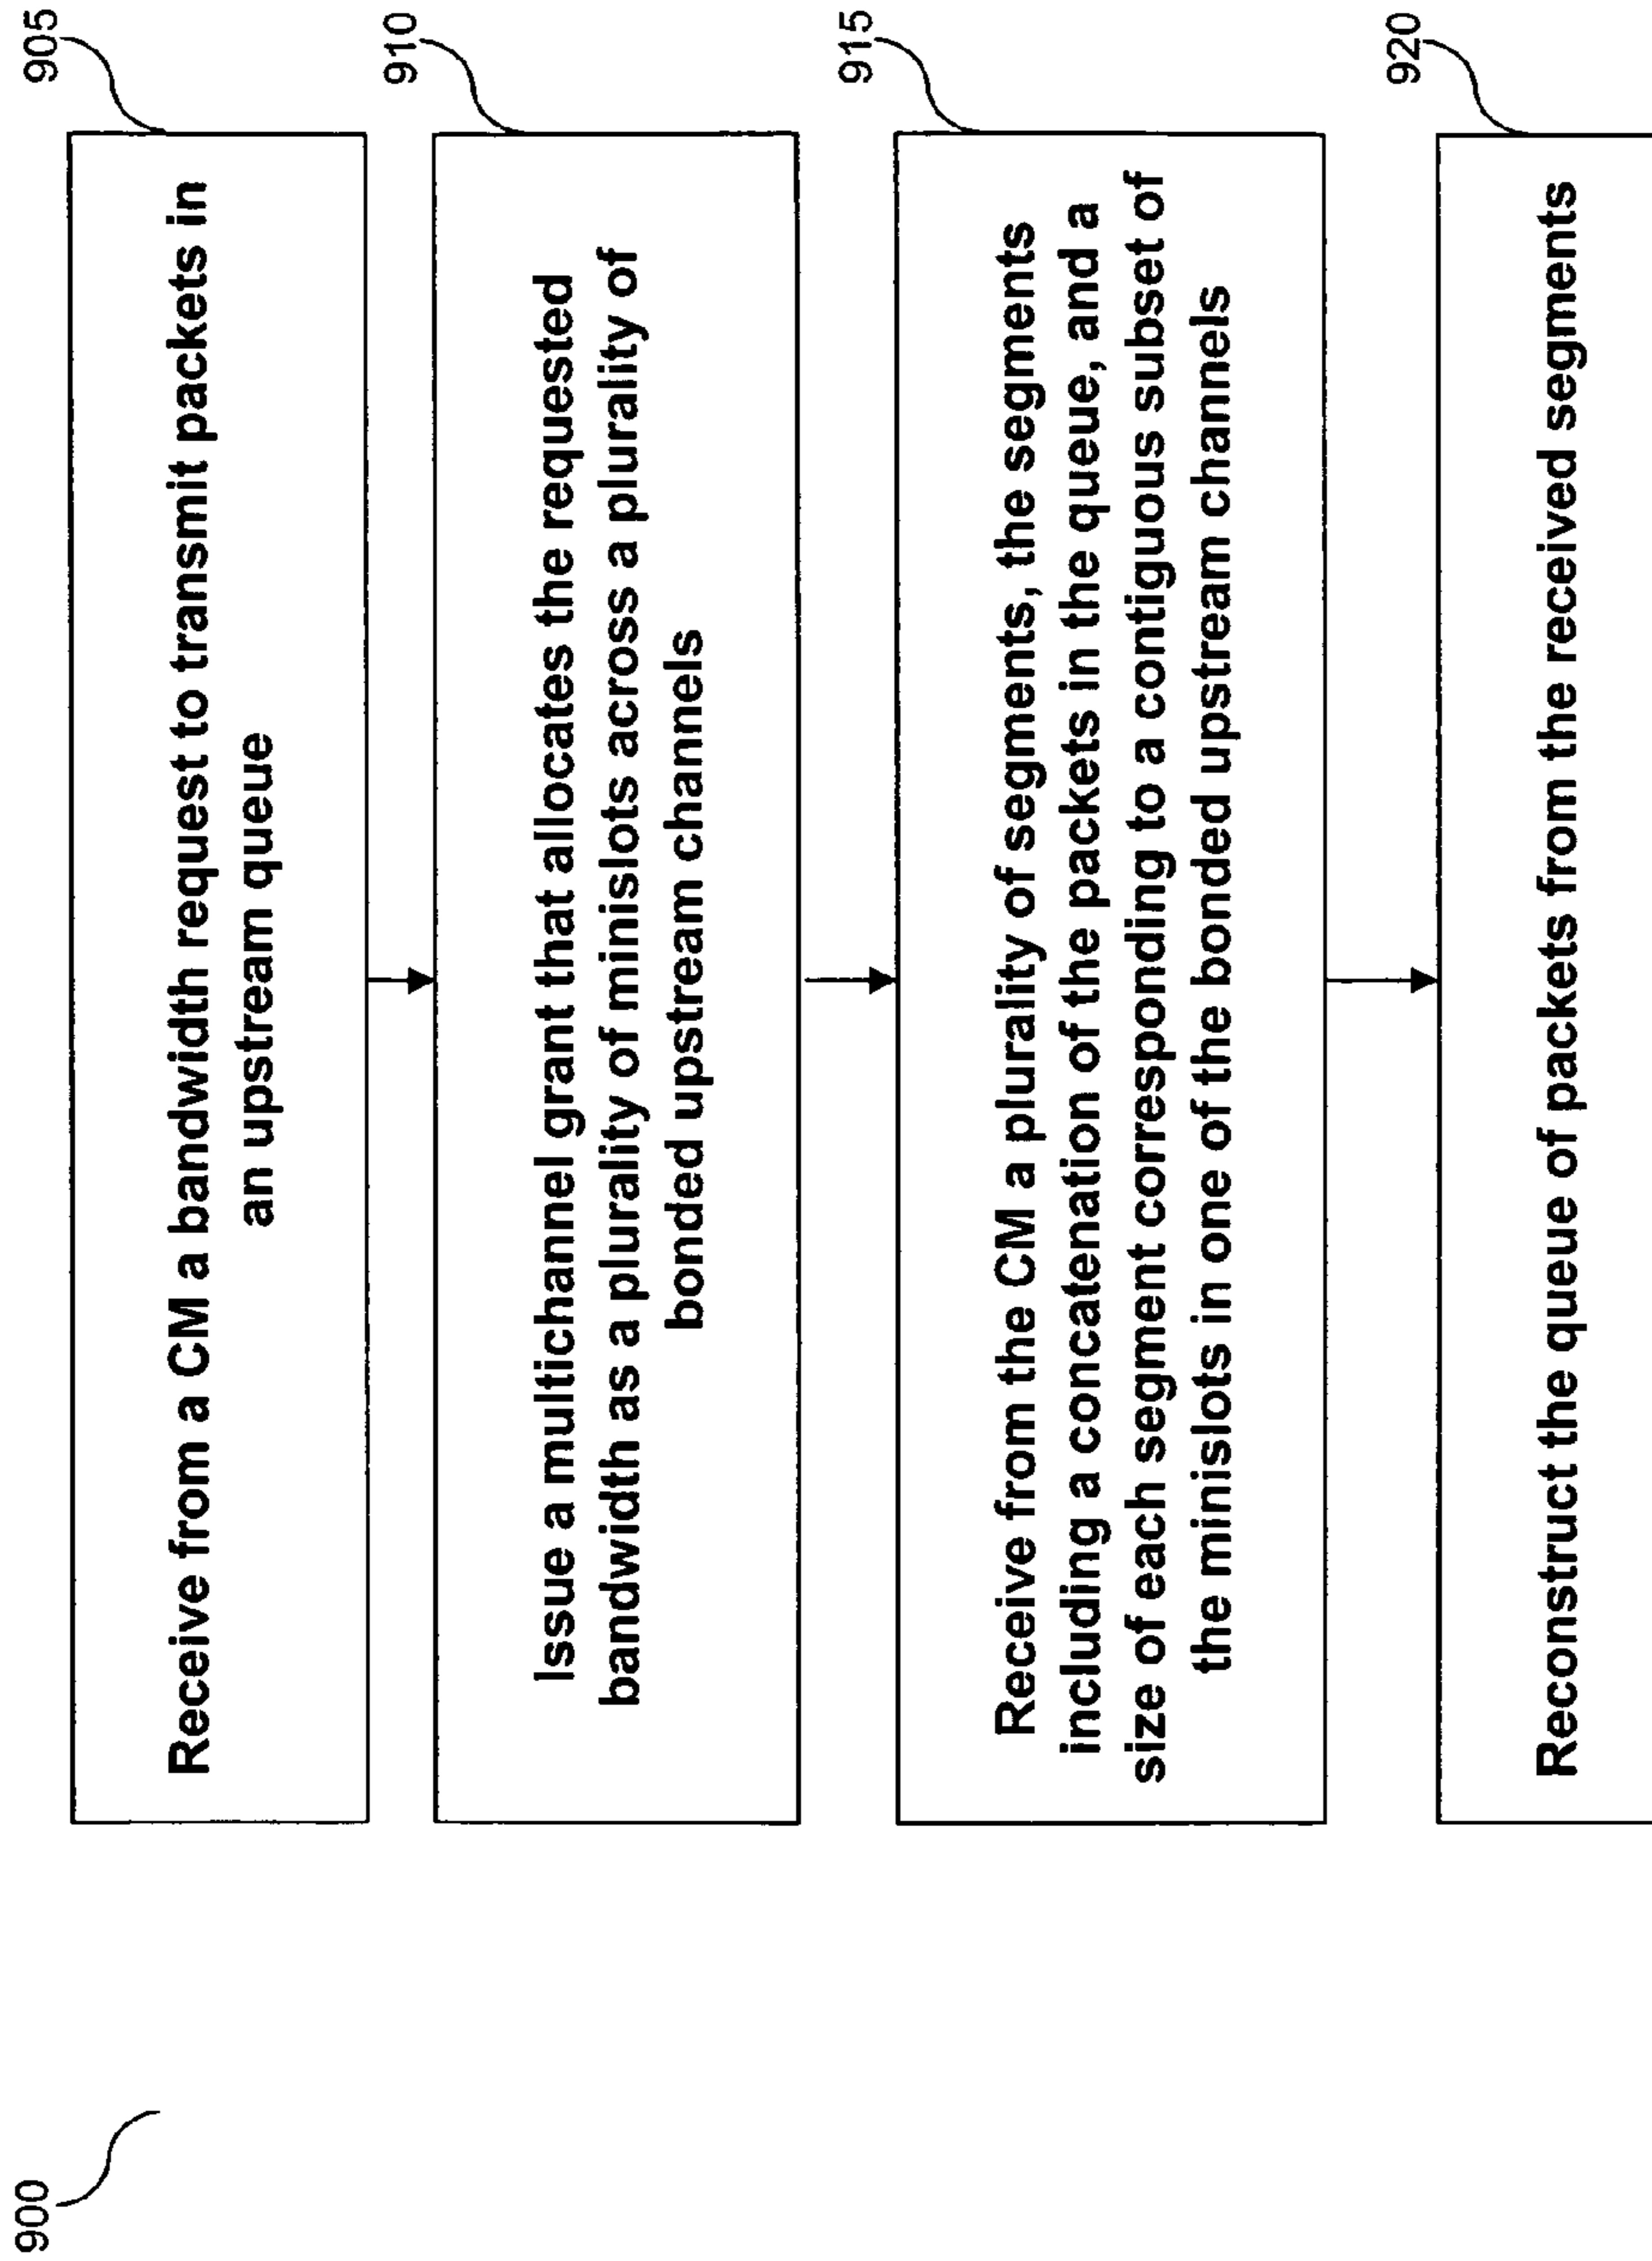 900
905
Receive from a CM a bandwidth request to transmit packets in
an upstream queue
910
Issue a multichannel grant that allocates the requested
bandwidth as a plurality of minislots across a plurality of
bonded upstream channels
915
Receive from the CM a plurality of segments, the segments
including a concatenation of the packets in the queue, and a
size of each segment corresponding to a contiguous subset of
the minislots in one of the bonded upstream channels
920
Reconstruct the queue of packets from the received segments